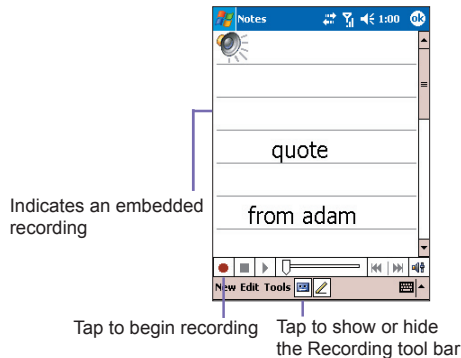 Notes 1:00 ok
quote
Indicates an embedded
recording
from adam
New Edit Tools
Tap to begin recording
Tap to show or hide
the Recording tool bar